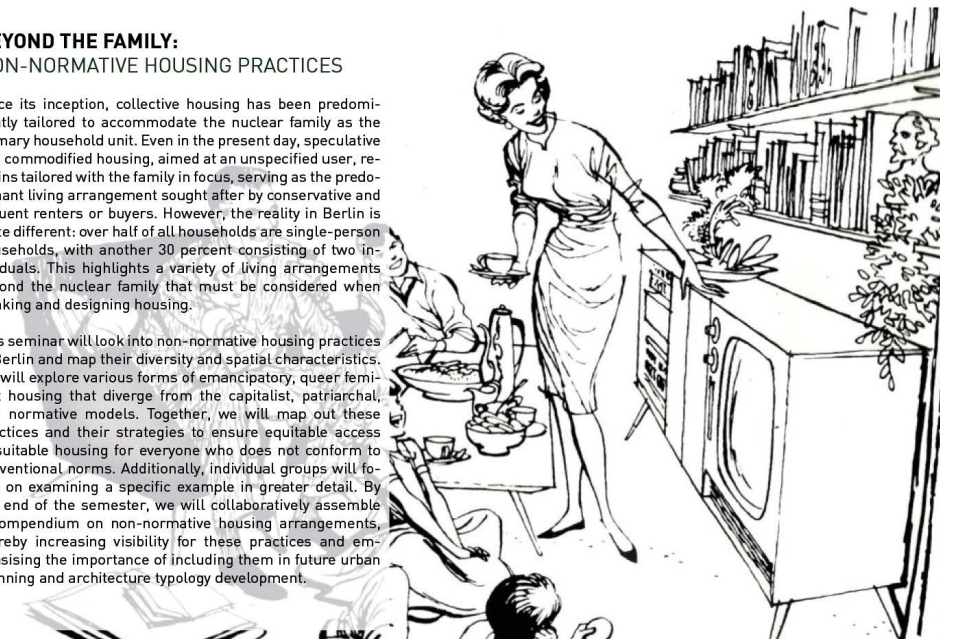 EYOND THE FAMILY:
ON-NORMATIVE HOUSING PRACTICES
ce its inception, collective housing has been predomi-
tly tailored to accommodate the nuclear family as the
mary household unit. Even in the present day, speculative
commodified housing, aimed at an unspecified user, re-
ins tailored with the family in focus, serving as the predo-
nant living arrangement sought after by conservative and
uent renters or buyers. However, the reality in Berlin is
te different: over half of all households are single-person
seholds, with another 30 percent consisting of two in-
duals. This highlights a variety of living arrangements
ond the nuclear family that must be considered when
aking and designing housing.
s seminar will look into non-normative housing practices
Berlin and map their diversity and spatial characteristics.
will explore various forms of emancipatory, queer femi-
t housing that diverge from the capitalist, patriarchal,
normative models. Together, we will map out these
ctices and their strategies to ensure equitable access
suitable housing for everyone who does not conform to
ventional norms. Additionally, individual groups will fo-
on examining a specific example in greater detail. By
end of the semester, we will collaboratively assemble
ompendium on non-normative housing arrangements,
reby increasing visibility for these practices and em-
asising the importance of including them in future urban
nning and architecture typology development.